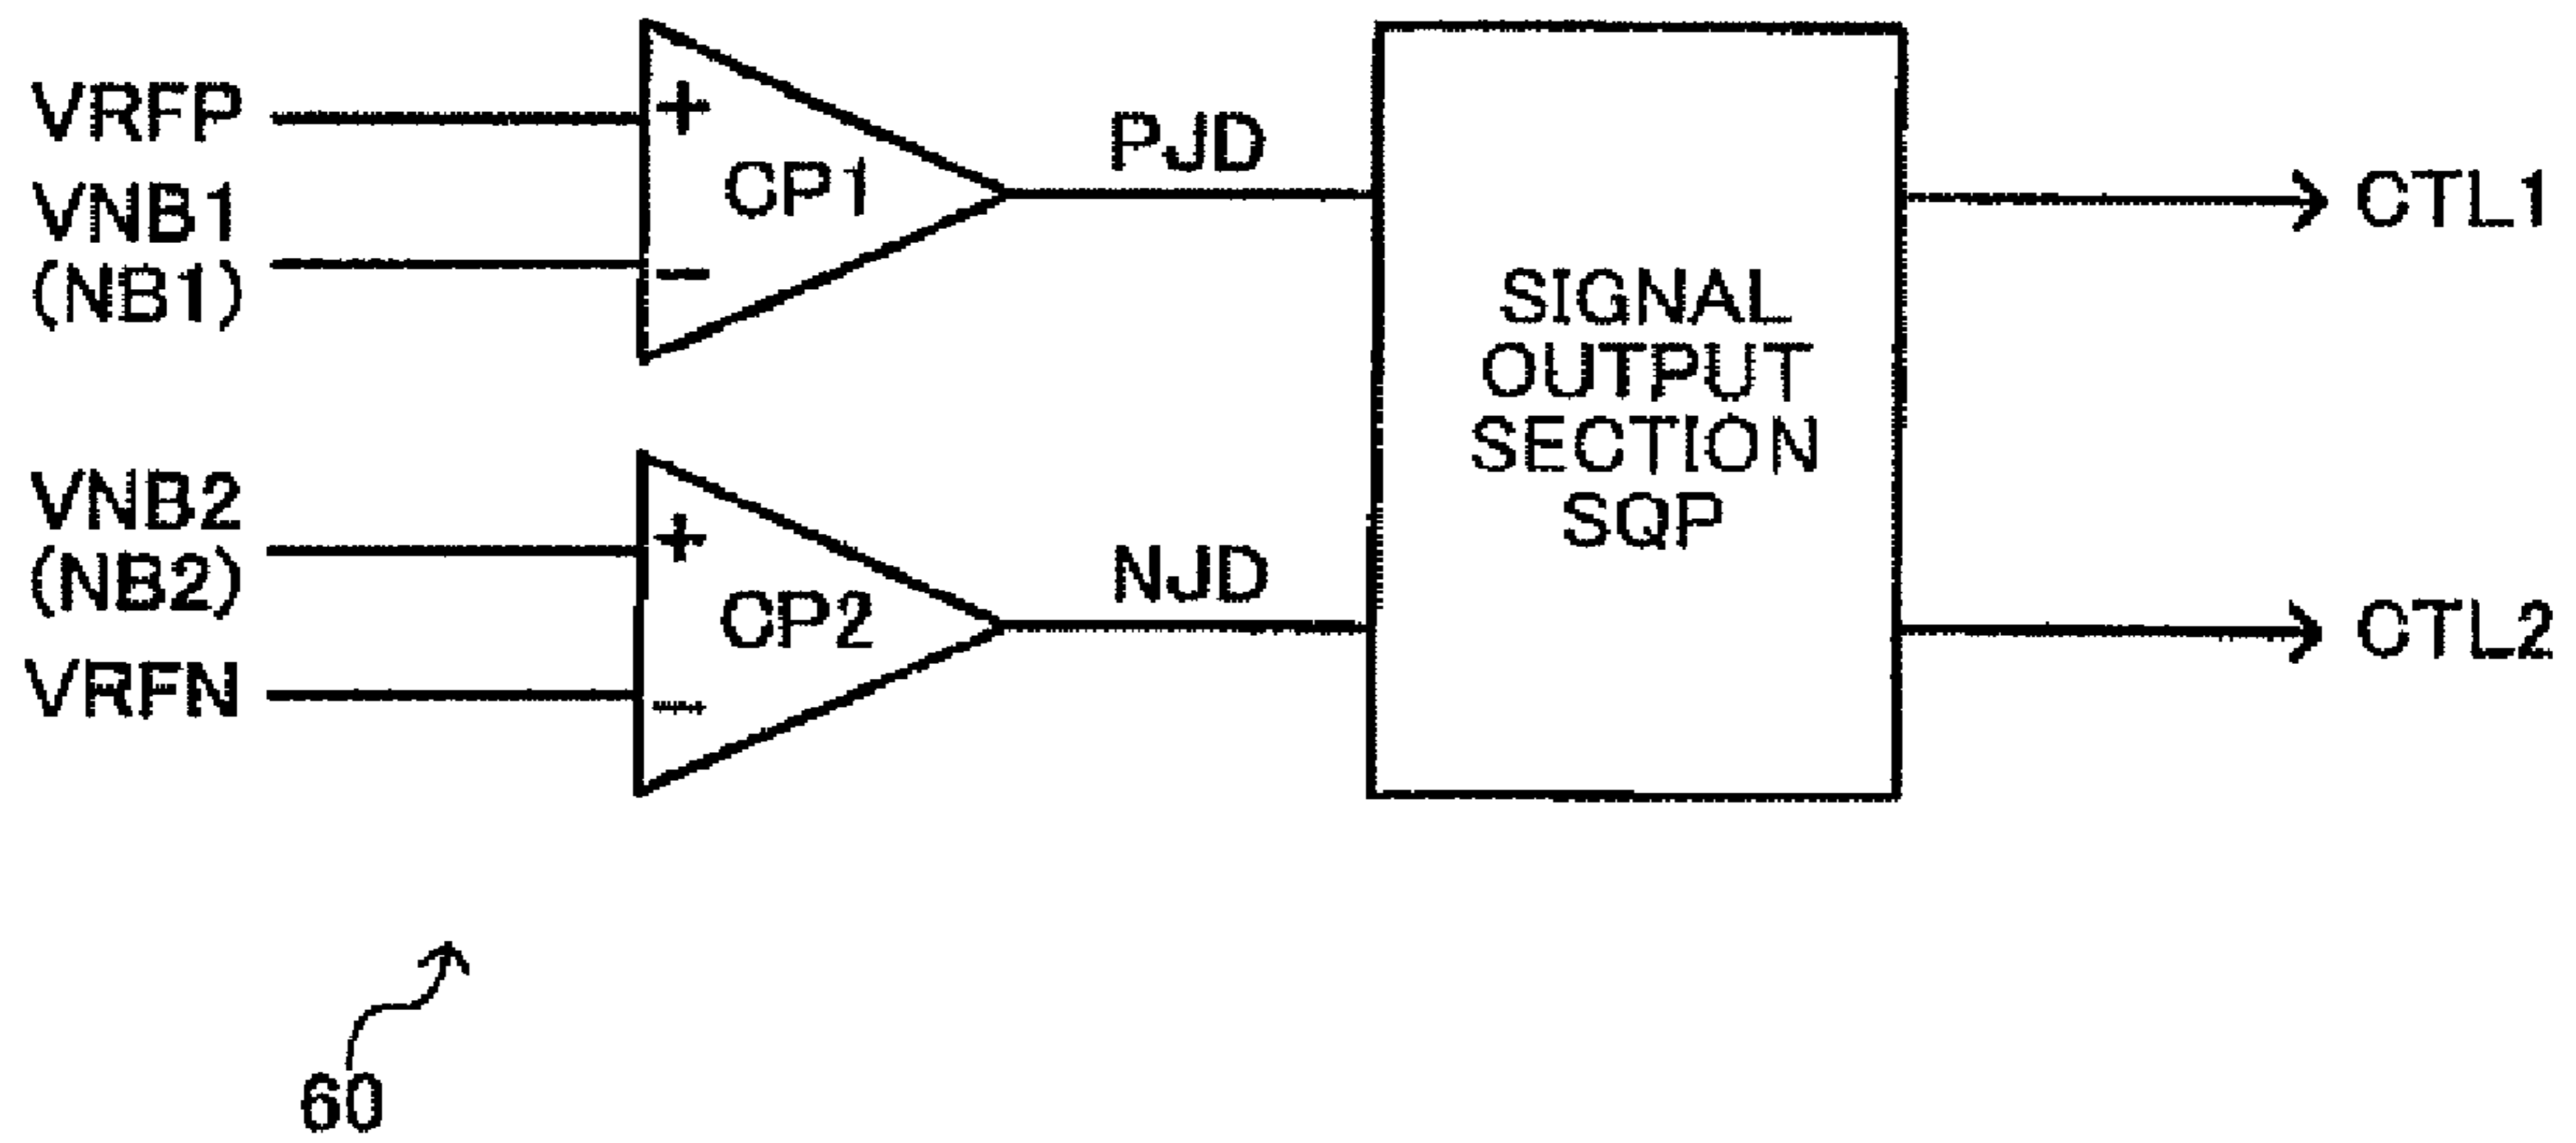 VRFP
VNB1
(NB1)
+
CP1
-
PJD
VNB2
(NB2)
VRFN
+
CP2
-
NJD
SIGNAL
OUTPUT
SECTION
SQP
CTL1
CTL2
60